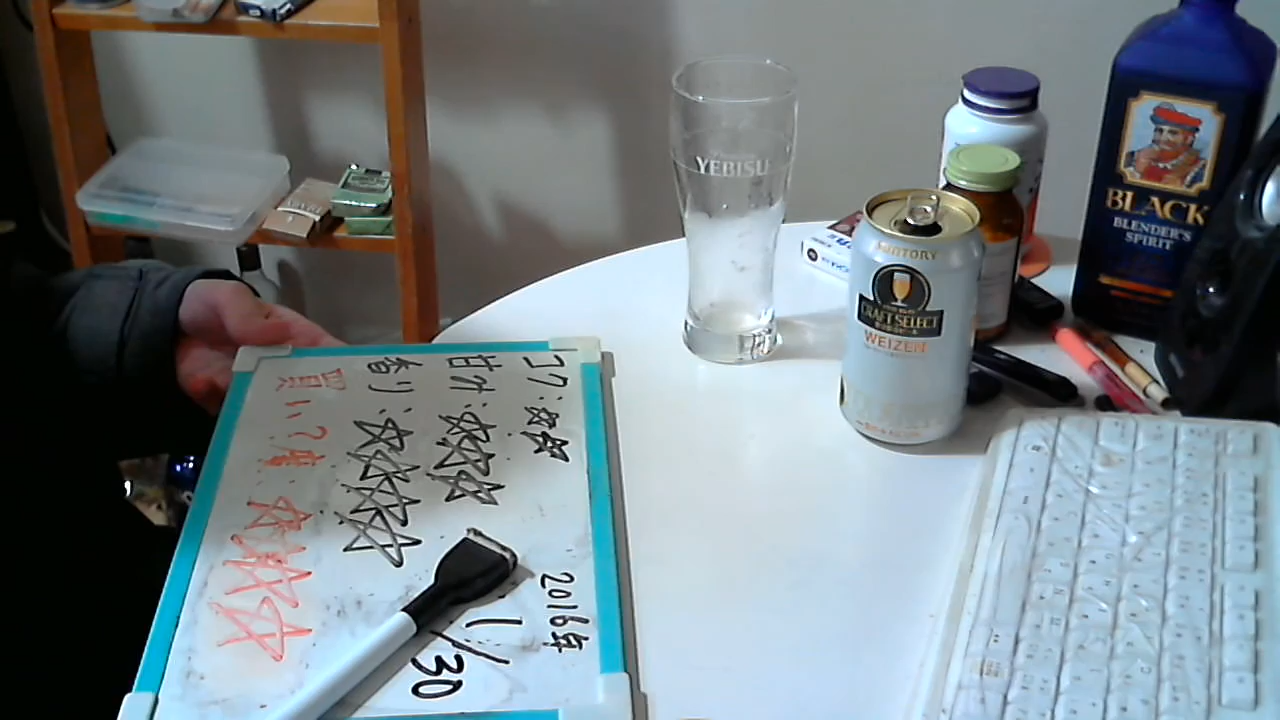 コク:☆☆
甘み:☆☆☆
香り:☆☆☆☆
買い?度:☆☆☆☆
2016年
1/30
YEBISU
SUNTORY
CRAFT SELECT
WEIZEN
BLACK
BLENDER'S
SPIRIT